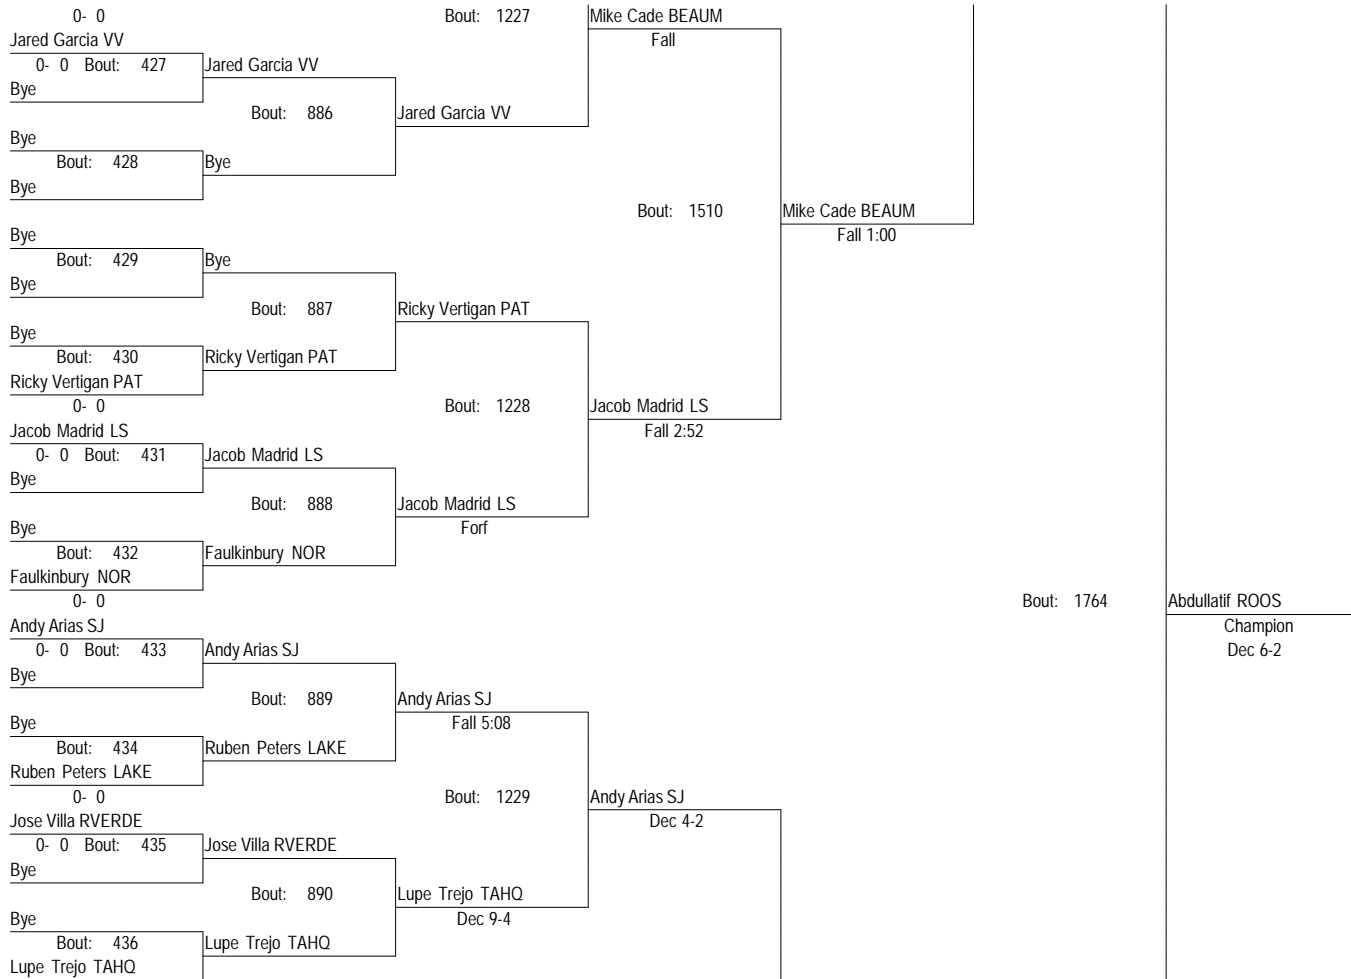 0- 0 Bout: 1227 Mike Cade BEAUM
Jared Garcia VV Fall
0- 0 Bout: 427 Jared Garcia VV
Bye
Bout: 886 Jared Garcia VV
Bye
Bout: 428 Bye
Bye
Bout: 1510 Mike Cade BEAUM
Bye Fall 1:00
Bout: 429 Bye
Bye
Bout: 887 Ricky Vertigan PAT
Bye
Bout: 430 Ricky Vertigan PAT
Ricky Vertigan PAT
0- 0 Bout: 1228 Jacob Madrid LS
Jacob Madrid LS Fall 2:52
0- 0 Bout: 431 Jacob Madrid LS
Bye
Bout: 888 Jacob Madrid LS
Bye Forf
Bout: 432 Faulkinbury NOR
Faulkinbury NOR
0- 0 Bout: 1764 Abdullatif ROOS
Andy Arias SJ Champion
0- 0 Bout: 433 Andy Arias SJ Dec 6-2
Bye
Bout: 889 Andy Arias SJ
Bye Fall 5:08
Bout: 434 Ruben Peters LAKE
Ruben Peters LAKE
0- 0 Bout: 1229 Andy Arias SJ
Jose Villa RVERDE Dec 4-2
0- 0 Bout: 435 Jose Villa RVERDE
Bye
Bout: 890 Lupe Trejo TAHQ
Bye Dec 9-4
Bout: 436 Lupe Trejo TAHQ
Lupe Trejo TAHQ